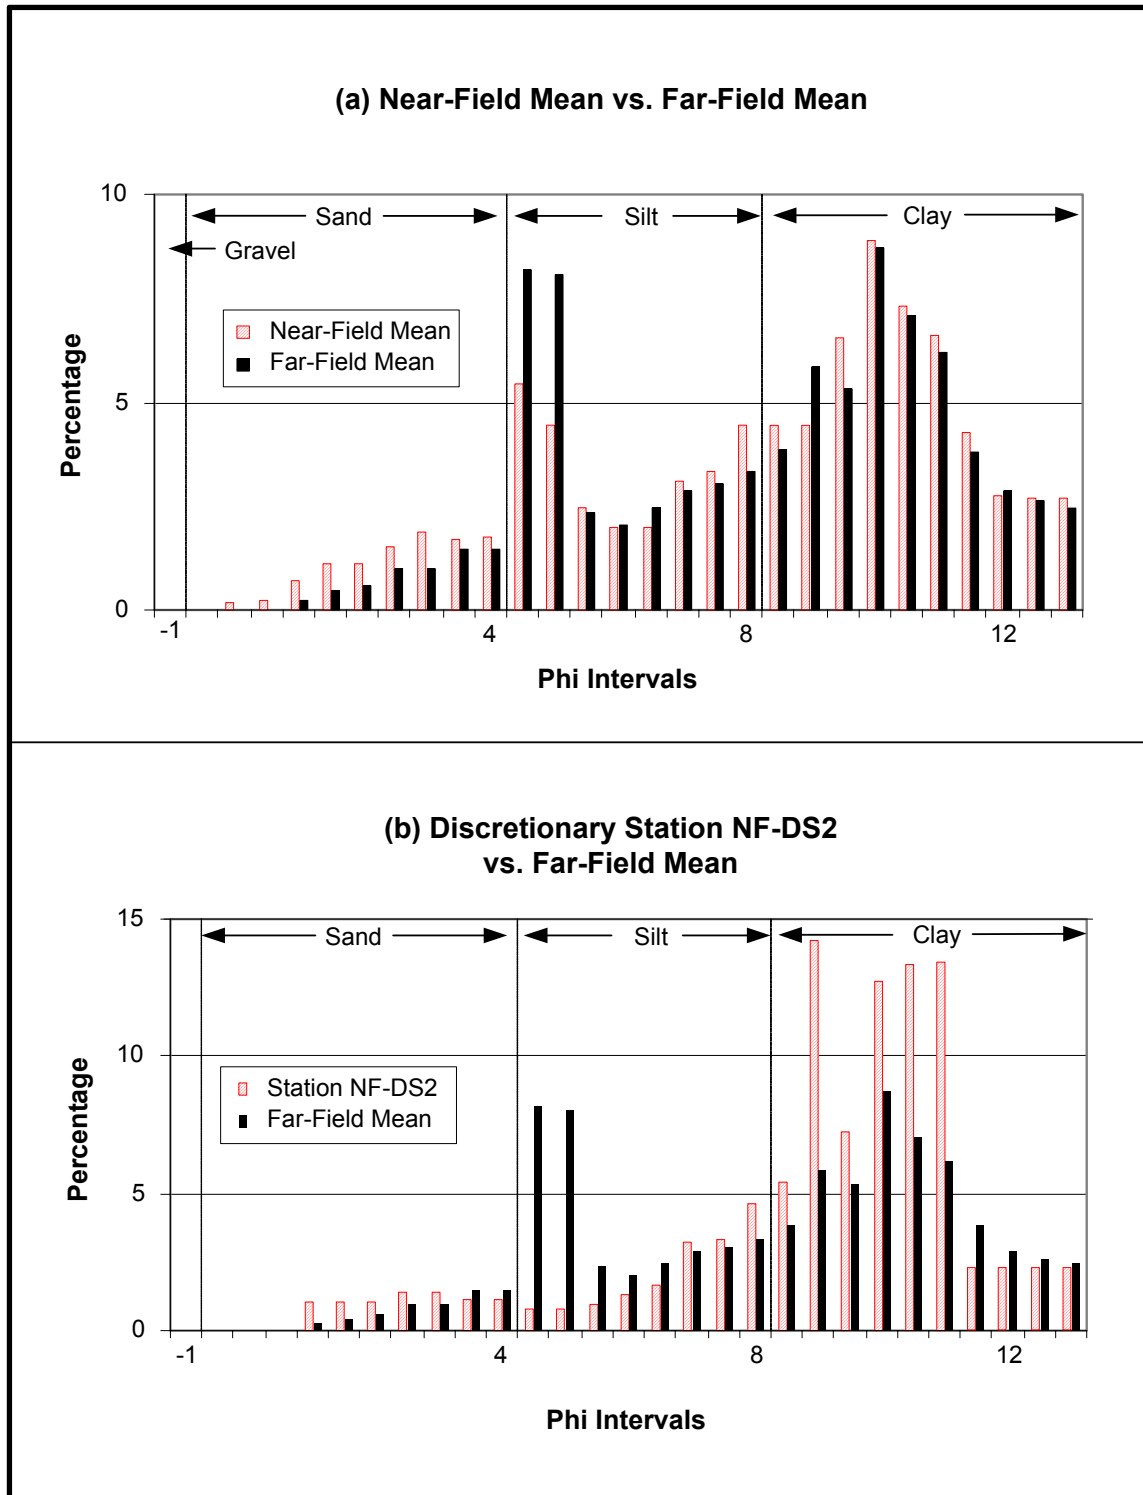 (a) Near-Field Mean vs. Far-Field Mean
10
Sand
Silt
Clay
Gravel
Near-Field Mean
Far-Field Mean
Percentage
5
0
-1
4
8
12
Phi Intervals
(b) Discretionary Station NF-DS2
vs. Far-Field Mean
15
Sand
Silt
Clay
10
Station NF-DS2
Far-Field Mean
Percentage
5
0
-1
4
8
12
Phi Intervals